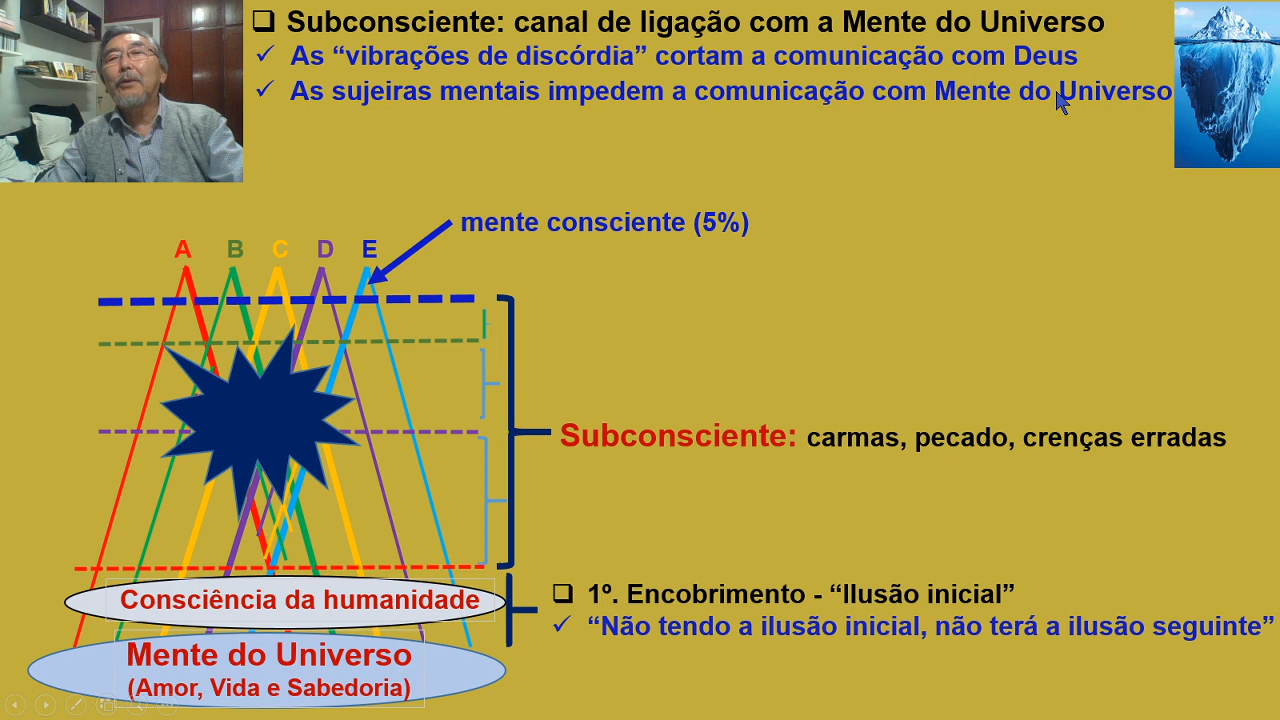 ❑ Subconsciente: canal de ligação com a Mente do Universo
✓ As “vibrações de discórdia” cortam a comunicação com Deus
✓ As sujeiras mentais impedem a comunicação com Mente do Universo
mente consciente (5%)
A B C D E
Subconsciente: carmas, pecado, crenças erradas
❑ 1º. Encobrimento - “Ilusão inicial”
✓ “Não tendo a ilusão inicial, não terá a ilusão seguinte”
Consciência da humanidade
Mente do Universo
(Amor, Vida e Sabedoria)